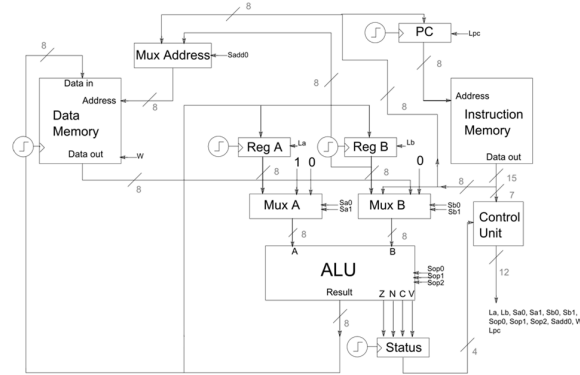 8
8
Mux Address
Sadd0
PC
Lpc
8
8
Data in
Address
8
Data
Memory
Data out
W
8
8
Address
Instruction
Memory
Data out
15
8
7
Reg A
La
Reg B
Lb
8
1 0
8
0
Mux A
Sa0
Sa1
Mux B
Sb0
Sb1
Control
Unit
8
8
12
A
B
ALU
Sop0
Sop1
Sop2
Result
Z N C V
La, Lb, Sa0, Sa1, Sb0, Sb1,
Sop0, Sop1, Sop2, Sadd0, W
Lpc
8
Status
4